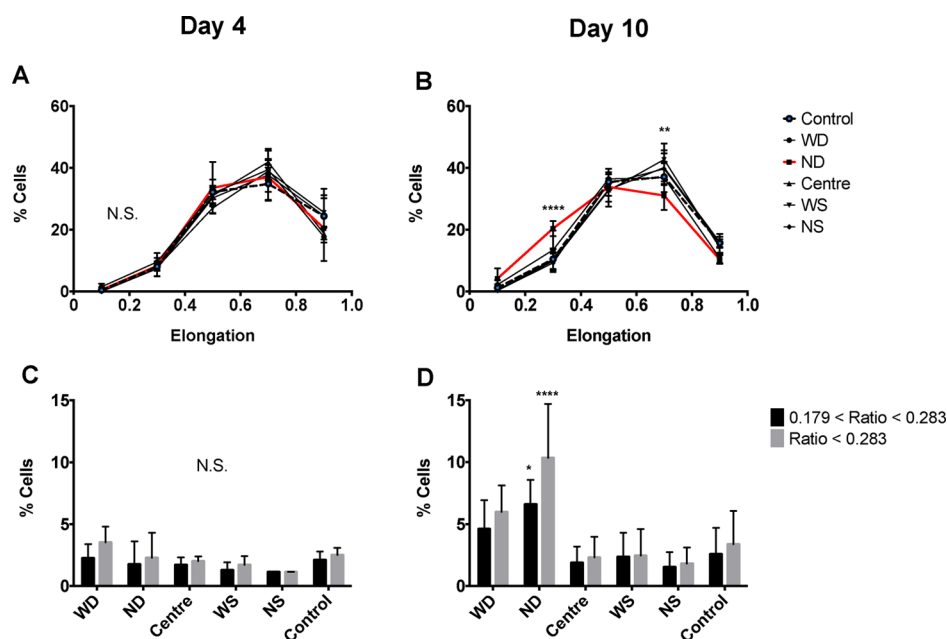 Day 4
Day 10
A
60
40
20
0
% Cells
N.S.
0
0.2
0.4
0.6
0.8
1.0
Elongation
B
60
40
20
0
% Cells
****
**
0
0.2
0.4
0.6
0.8
1.0
Elongation
Control
WD
ND
Centre
WS
NS
C
15
10
5
0
% Cells
N.S.
WD
ND
Centre
WS
NS
Control
D
15
10
5
0
% Cells
*
****
WD
ND
Centre
WS
NS
Control
0.179 < Ratio < 0.283
Ratio < 0.283